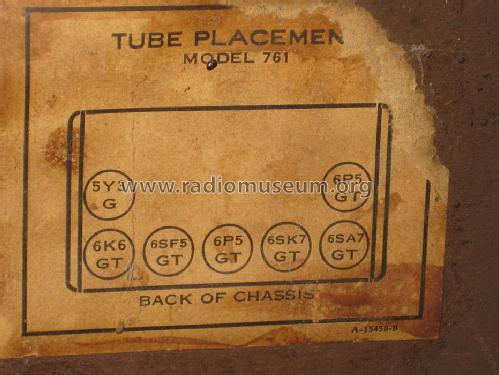 TUBE PLACEMEN
MODEL 761
5Y3
G
www.radiomuseum.org
6P5
GT
6K6
GT
6SF5
GT
6P5
GT
6SK7
GT
6SA7
GT
BACK OF CHASSIS
A-15458-8